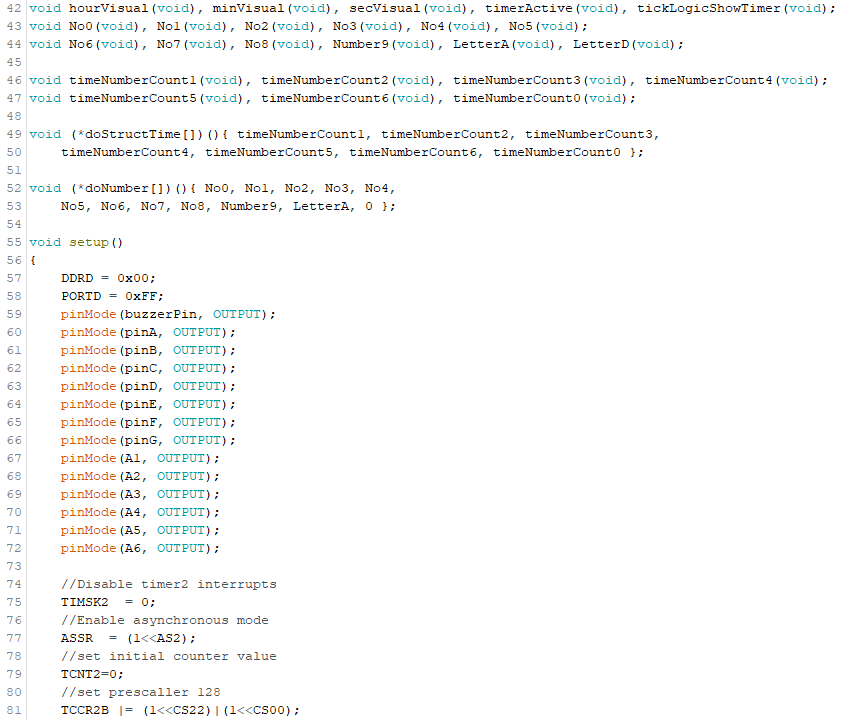 42 void hourVisual(void), minVisual(void), secVisual(void), timerActive(void), tickLogicShowTimer(void);
43 void No0(void), No1(void), No2(void), No3(void), No4(void), No5(void);
44 void No6(void), No7(void), No8(void), Number9(void), LetterA(void), LetterD(void);
45
46 void timeNumberCount1(void), timeNumberCount2(void), timeNumberCount3(void), timeNumberCount4(void);
47 void timeNumberCount5(void), timeNumberCount6(void), timeNumberCount0(void);
48
49 void (*doStructTime[])(){ timeNumberCount1, timeNumberCount2, timeNumberCount3,
50     timeNumberCount4, timeNumberCount5, timeNumberCount6, timeNumberCount0 };
51
52 void (*doNumber[])(){ No0, No1, No2, No3, No4,
53     No5, No6, No7, No8, Number9, LetterA, 0 };
54
55 void setup()
56 {
57     DDRD = 0x00;
58     PORTD = 0xFF;
59     pinMode(buzzerPin, OUTPUT);
60     pinMode(pinA, OUTPUT);
61     pinMode(pinB, OUTPUT);
62     pinMode(pinC, OUTPUT);
63     pinMode(pinD, OUTPUT);
64     pinMode(pinE, OUTPUT);
65     pinMode(pinF, OUTPUT);
66     pinMode(pinG, OUTPUT);
67     pinMode(A1, OUTPUT);
68     pinMode(A2, OUTPUT);
69     pinMode(A3, OUTPUT);
70     pinMode(A4, OUTPUT);
71     pinMode(A5, OUTPUT);
72     pinMode(A6, OUTPUT);
73
74     //Disable timer2 interrupts
75     TIMSK2  = 0;
76     //Enable asynchronous mode
77     ASSR  = (1<<AS2);
78     //set initial counter value
79     TCNT2=0;
80     //set prescaller 128
81     TCCR2B |= (1<<CS22)|(1<<CS00);